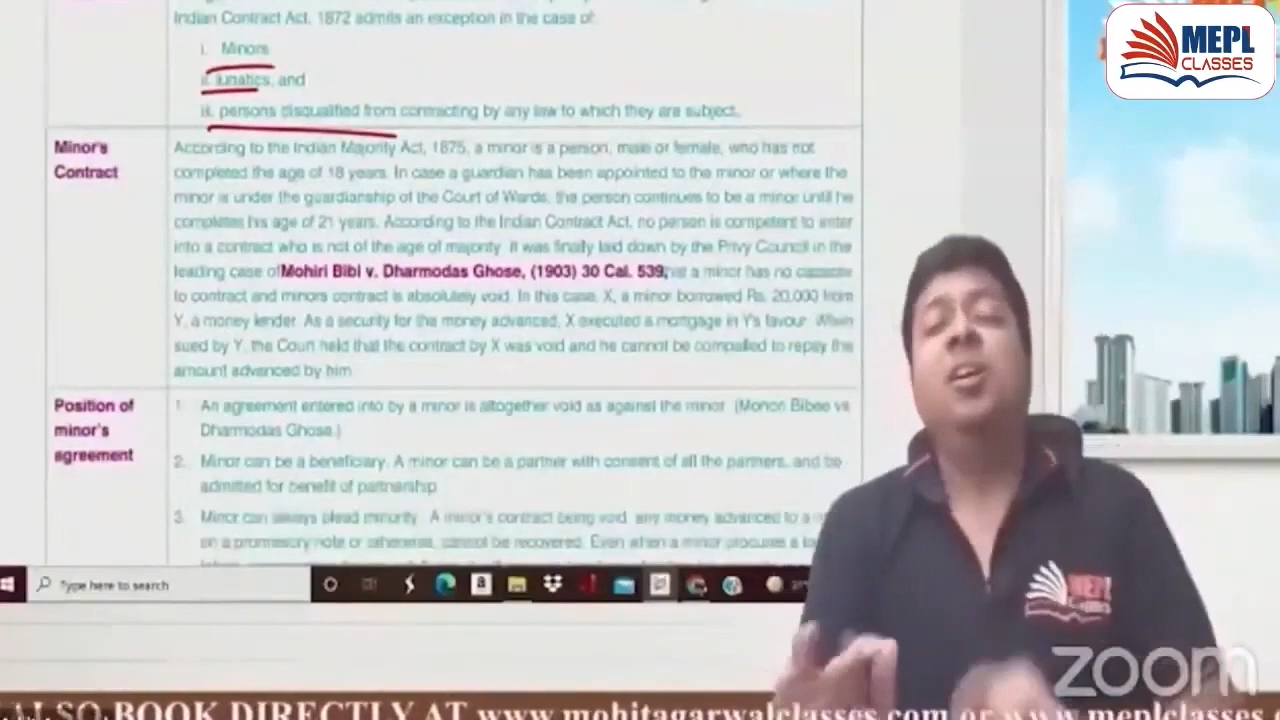 Indian Contract Act, 1872 admits an exception in the case of:
i. Minors
ii. lunatics, and
iii. persons disqualified from contracting by any law to which they are subject.
Minor's Contract
According to the Indian Majority Act, 1875, a minor is a person, male or female, who has not
completed the age of 18 years. In case a guardian has been appointed to the minor or where the
minor is under the guardianship of the Court of Wards, the person continues to be a minor until he
completes his age of 21 years. According to the Indian Contract Act, no person is competent to enter
into a contract who is not of the age of majority. It was finally laid down by the Privy Council in the
leading case of Mohiri Bibi v. Dharmodas Ghose, (1903) 30 Cal. 539, a minor has no capacity
to contract and minors contract is absolutely void. In this case, X, a minor borrowed Rs. 20,000 from
Y, a money lender. As a security for the money advanced, X executed a mortgage in Y's favour. When
sued by Y, the Court held that the contract by X was void and he cannot be compelled to repay the
amount advanced by him
Position of minor's agreement
1. An agreement entered into by a minor is altogether void as against the minor. (Mohori Bibee vs
Dharmodas Ghose.)
2. Minor can be a beneficiary. A minor can be a partner with consent of all the partners, and be
admitted for benefit of partnership
3. Minor can always plead minority. A minor's contract being void, any money advanced to a
on a promissory note or otherwise, cannot be recovered. Even when a minor procures a
Type here to search
MEPL
CLASSES
MEPL
CLASSES
zoom
ALSO BOOK DIRECTLY AT www.mohitagarwalclasses.com or www.meplclasses.c